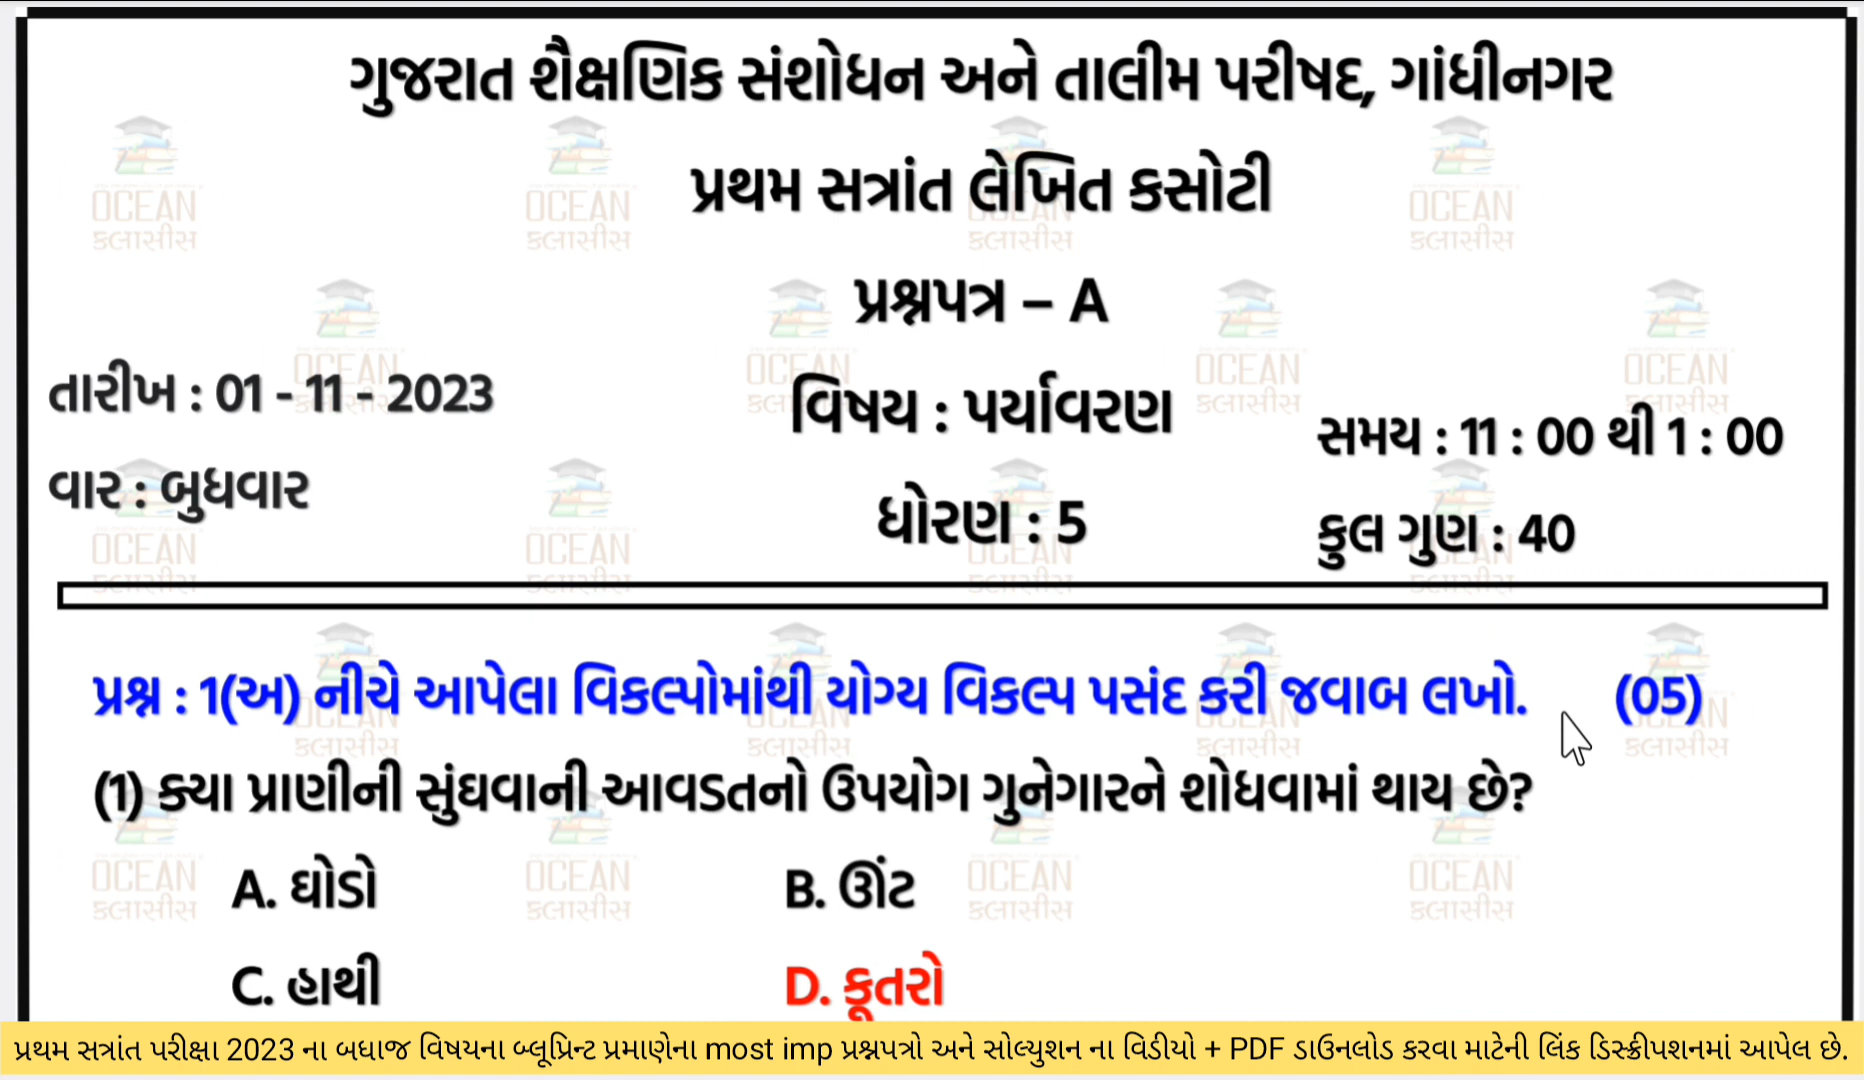 ગુજરાત શૈક્ષણિક સંશોધન અને તાલીમ પરીષદ, ગાંધીનગર
પ્રથમ સત્રાંત લેખિત કસોટી
પ્રશ્નપત્ર – A
તારીખ : 01 - 11 - 2023
વિષય : પર્યાવરણ
સમય : 11 : 00 થી 1 : 00
વાર : બુધવાર
ધોરણ : 5
કુલ ગુણ : 40
પ્રશ્ન : 1(અ) નીચે આપેલા વિકલ્પોમાંથી યોગ્ય વિકલ્પ પસંદ કરી જવાબ લખો. (05)
(1) ક્યા પ્રાણીની સુંઘવાની આવડતનો ઉપયોગ ગુનેગારને શોધવામાં થાય છે?
A. ઘોડો B. ઊંટ
C. હાથી D. કૂતરો
પ્રથમ સત્રાંત પરીક્ષા 2023 ના બધાજ વિષયના બ્લૂપ્રિન્ટ પ્રમાણેના most imp પ્રશ્નપત્રો અને સોલ્યુશન ના વિડીયો + PDF ડાઉનલોડ કરવા માટેની લિંક ડિસ્ક્રીપશનમાં આપેલ છે.
OCEAN
કલાસીસ